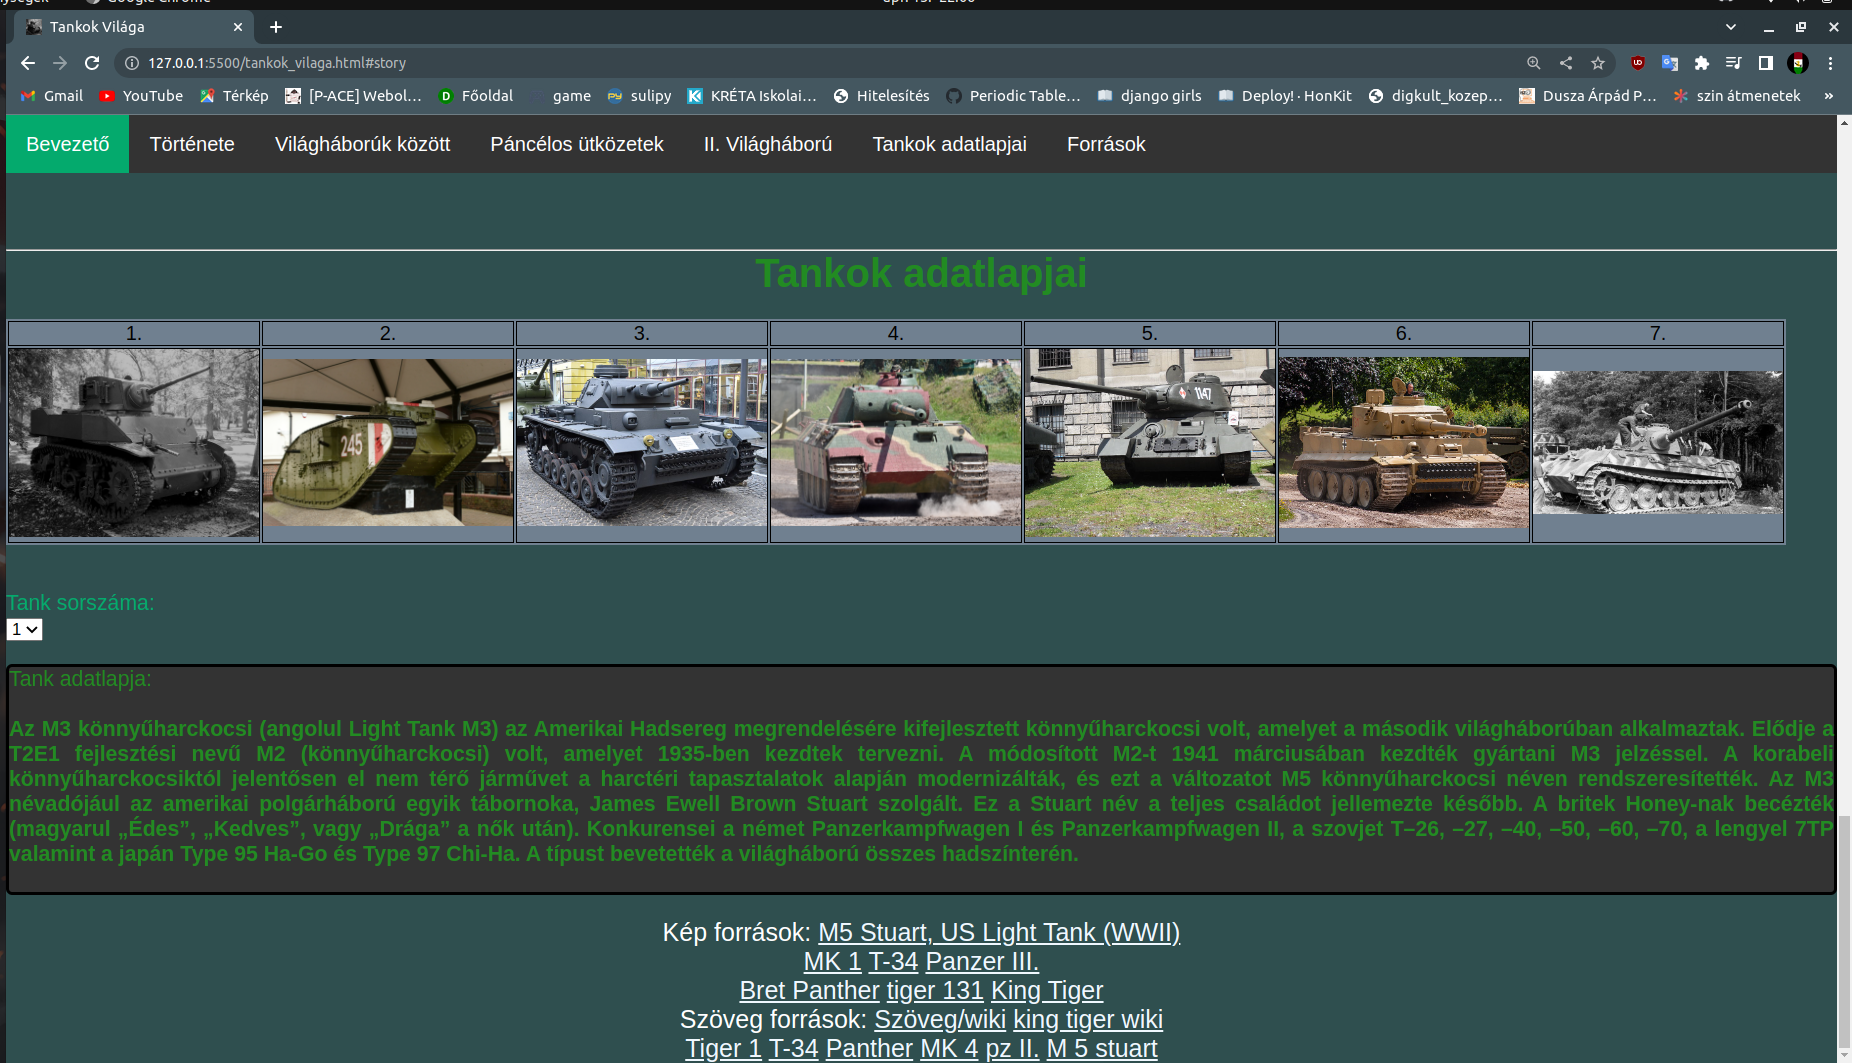 Google Chrome
Tankok Világa
127.0.0.1:5500/tankok_vilaga.html#story
Gmail YouTube Térkép [P-ACE] Webol... Főoldal game sulipy KRÉTA Iskolai... Hitelesítés Periodic Table... django girls Deploy! · HonKit digkult_kozep... Dusza Árpád P... szin átmenetek »
Bevezető Története Világháborúk között Páncélos ütközetek II. Világháború Tankok adatlapjai Források
Tankok adatlapjai
1. 2. 3. 4. 5. 6. 7.
245
1147
Tank sorszáma:
1
Tank adatlapja:
Az M3 könnyűharckocsi (angolul Light Tank M3) az Amerikai Hadsereg megrendelésére kifejlesztett könnyűharckocsi volt, amelyet a második világháborúban alkalmaztak. Elődje a
T2E1 fejlesztési nevű M2 (könnyűharckocsi) volt, amelyet 1935-ben kezdtek tervezni. A módosított M2-t 1941 márciusában kezdték gyártani M3 jelzéssel. A korabeli
könnyűharckocsiktól jelentősen el nem térő járművet a harctéri tapasztalatok alapján modernizálták, és ezt a változatot M5 könnyűharckocsi néven rendszeresítették. Az M3
névadójául az amerikai polgárháború egyik tábornoka, James Ewell Brown Stuart szolgált. Ez a Stuart név a teljes családot jellemezte később. A britek Honey-nak becézték
(magyarul „Édes”, „Kedves”, vagy „Drága” a nők után). Konkurensei a német Panzerkampfwagen I és Panzerkampfwagen II, a szovjet T–26, –27, –40, –50, –60, –70, a lengyel 7TP
valamint a japán Type 95 Ha-Go és Type 97 Chi-Ha. A típust bevetették a világháború összes hadszínterén.
Kép források: M5 Stuart, US Light Tank (WWII)
MK 1 T-34 Panzer III.
Bret Panther tiger 131 King Tiger
Szöveg források: Szöveg/wiki king tiger wiki
Tiger 1 T-34 Panther MK 4 pz II. M 5 stuart